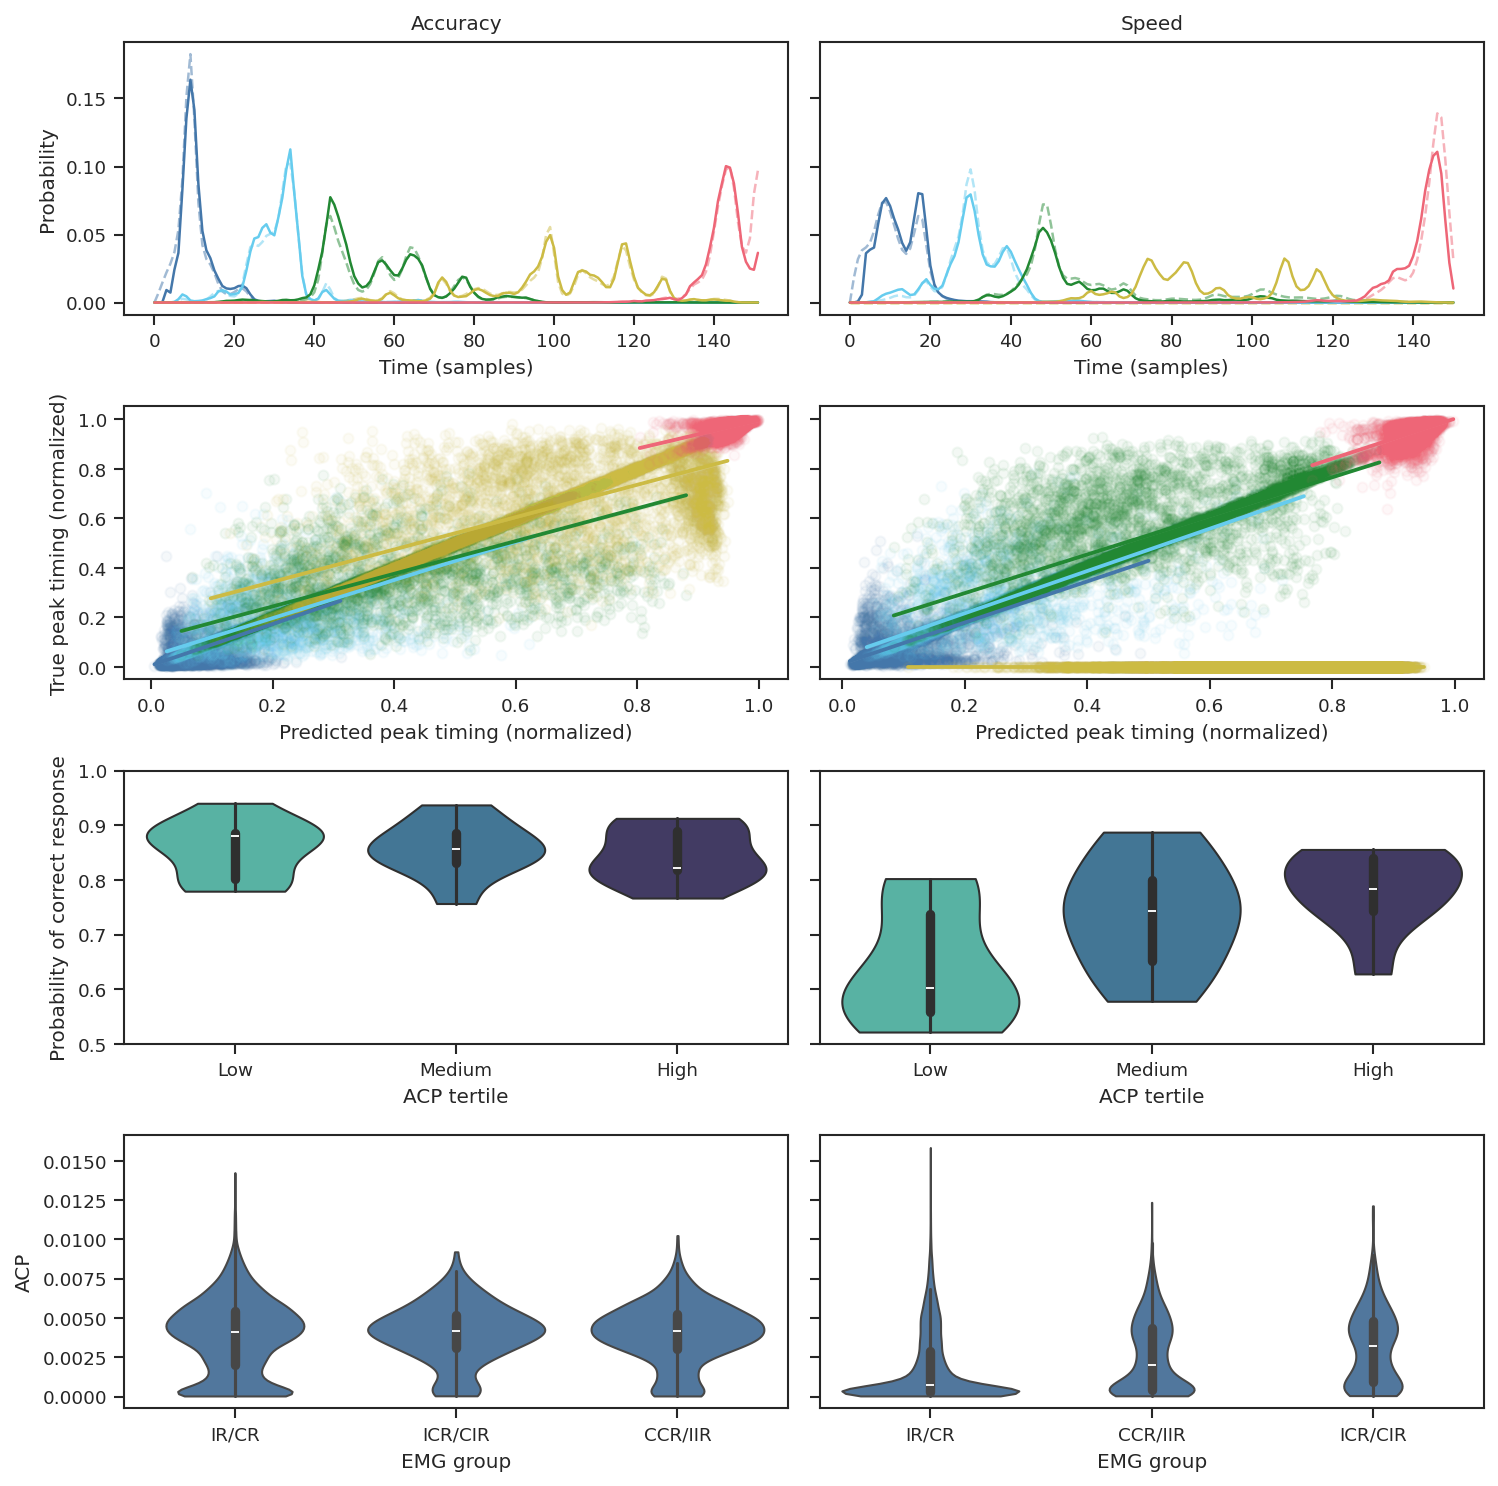 Accuracy
Speed
Probability
0.15
0.10
0.05
0.00
0 20 40 60 80 100 120 140
0 20 40 60 80 100 120 140
Time (samples)
Time (samples)
True peak timing (normalized)
1.0
0.8
0.6
0.4
0.2
0.0
0.0 0.2 0.4 0.6 0.8 1.0
0.0 0.2 0.4 0.6 0.8 1.0
Predicted peak timing (normalized)
Predicted peak timing (normalized)
Probability of correct response
1.0
0.9
0.8
0.7
0.6
0.5
Low Medium High
Low Medium High
ACP tertile
ACP tertile
ACP
0.0150
0.0125
0.0100
0.0075
0.0050
0.0025
0.0000
IR/CR ICR/CIR CCR/IIR
IR/CR CCR/IIR ICR/CIR
EMG group
EMG group